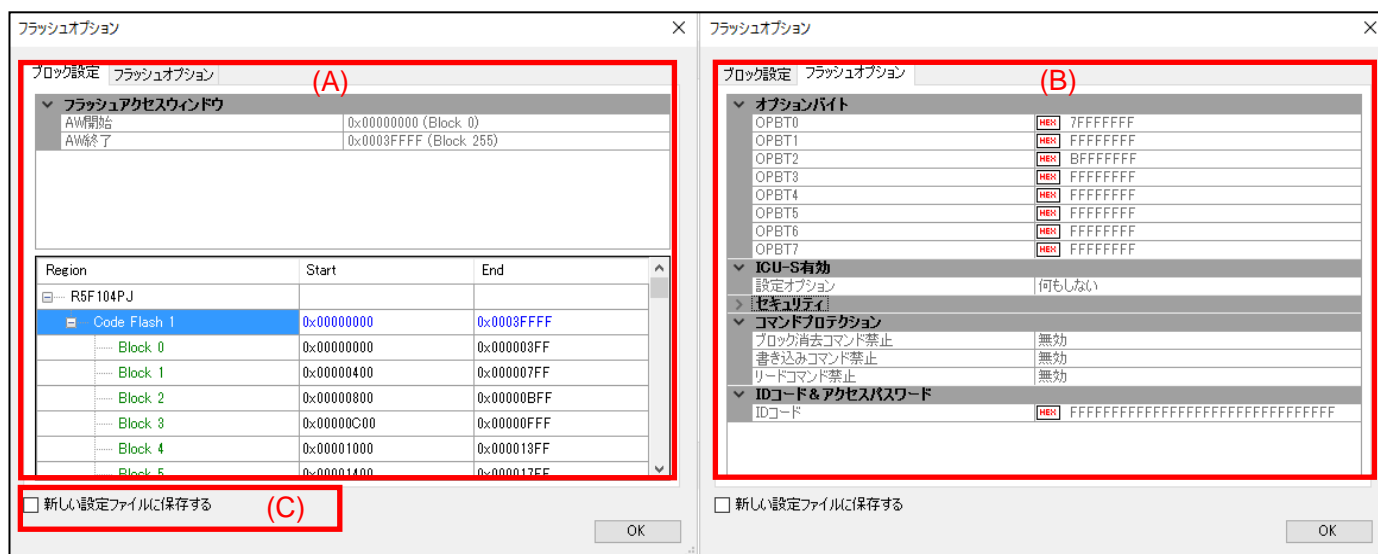 フラッシュオプション
ブロック設定 フラッシュオプション
(A)
フラッシュアクセスウィンドウ
AW開始 0x00000000 (Block 0)
AW終了 0x0003FFFF (Block 255)
Region Start End
R5F104PJ
Code Flash 1 0x00000000 0x0003FFFF
Block 0 0x00000000 0x000003FF
Block 1 0x00000400 0x000007FF
Block 2 0x00000800 0x00000BFF
Block 3 0x00000C00 0x00000FFF
Block 4 0x00001000 0x000013FF
Block 5 0x00001400 0x000017FF
新しい設定ファイルに保存する
(C)
OK
フラッシュオプション
ブロック設定 フラッシュオプション
(B)
オプションバイト
OPBT0 HEX 7FFFFFFF
OPBT1 HEX FFFFFFFF
OPBT2 HEX BFFFFFFF
OPBT3 HEX FFFFFFFF
OPBT4 HEX FFFFFFFF
OPBT5 HEX FFFFFFFF
OPBT6 HEX FFFFFFFF
OPBT7 HEX FFFFFFFF
ICU-S有効
設定オプション 何もしない
セキュリティ
コマンドプロテクション
ブロック消去コマンド禁止 無効
書き込みコマンド禁止 無効
リードコマンド禁止 無効
IDコード&アクセスパスワード
IDコード HEX FFFFFFFFFFFFFFFFFFFFFFFFFFFFFFFF
新しい設定ファイルに保存する
OK